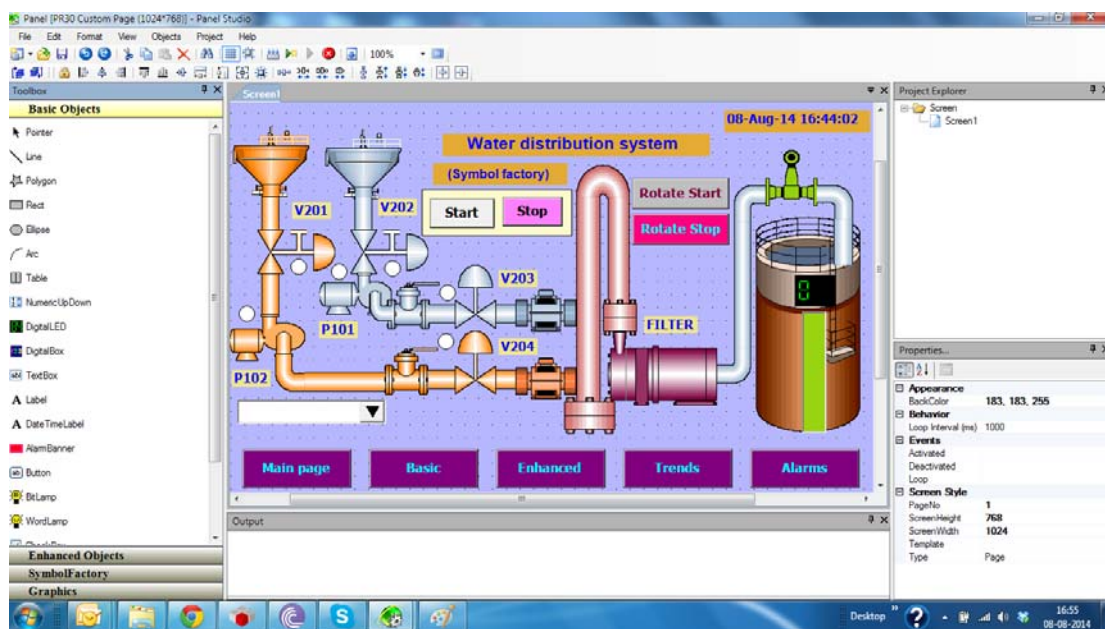 Panel [PR30 Custom Page (1024*768)] - Panel Studio
File Edit Format View Objects Project Help
100%
Toolbox
Basic Objects
Pointer
Line
Polygon
Rect
Ellipse
Arc
Table
NumericUpDown
DigitalLED
DigitalBox
TextBox
Label
DateTimeLabel
AlarmBanner
Button
BitLamp
WordLamp
CheckBox
Enhanced Objects
SymbolFactory
Graphics
Screen1
08-Aug-14 16:44:02
Water distribution system
(Symbol factory)
Start Stop
Rotate Start
Rotate Stop
V201
V202
V203
P101
FILTER
V204
P102
0
Main page Basic Enhanced Trends Alarms
Output
Project Explorer
Screen
Screen1
Properties...
Appearance
BackColor 183, 183, 255
Behavior
Loop Interval (ms) 1000
Events
Activated
Deactivated
Loop
Screen Style
PageNo 1
ScreenHeight 768
ScreenWidth 1024
Template
Type Page
Desktop
16:55
08-08-2014